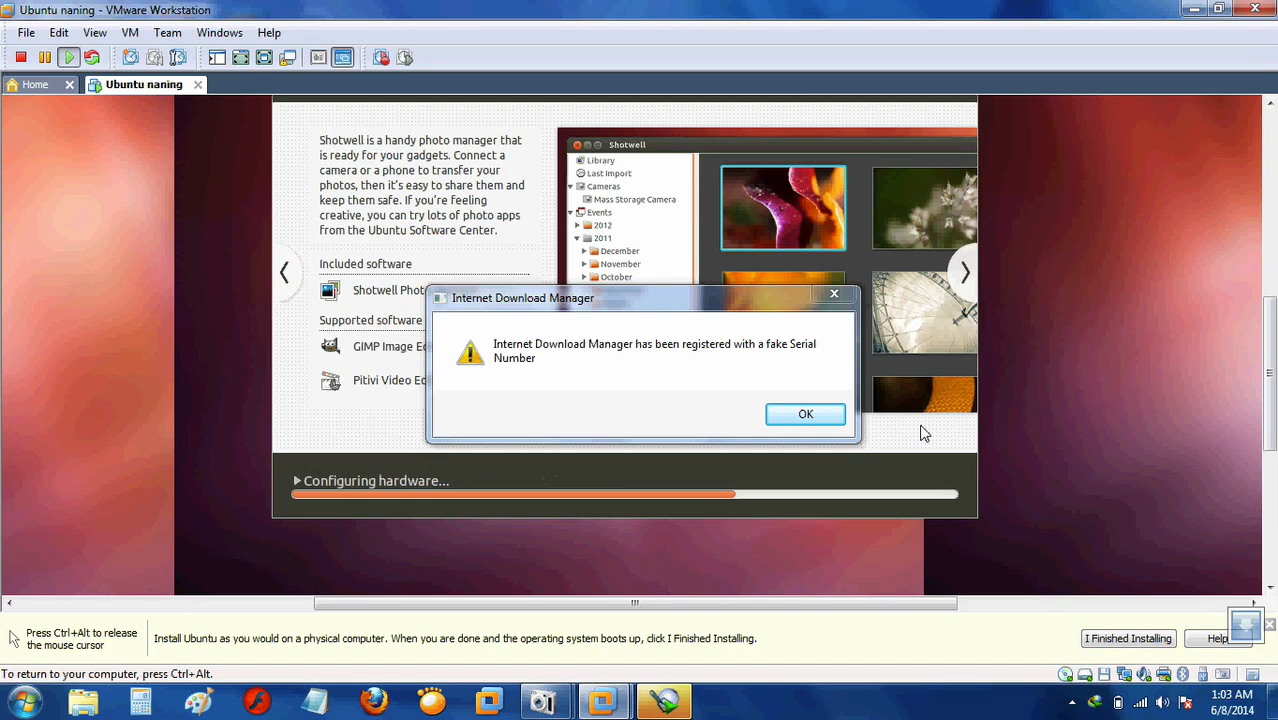 Ubuntu naning - VMware Workstation
File Edit View VM Team Windows Help
Home
Ubuntu naning
Shotwell is a handy photo manager that
is ready for your gadgets. Connect a
camera or a phone to transfer your
photos, then it's easy to share them and
keep them safe. If you're feeling
creative, you can try lots of photo apps
from the Ubuntu Software Center.
Included software
Shotwell Phot
Supported software
GIMP Image Ed
Pitivi Video Ed
Shotwell
Library
Last Import
Cameras
Mass Storage Camera
Events
2012
2011
December
November
October
Internet Download Manager
Internet Download Manager has been registered with a fake Serial
Number
OK
Configuring hardware...
Press Ctrl+Alt to release
the mouse cursor
Install Ubuntu as you would on a physical computer. When you are done and the operating system boots up, click I Finished Installing.
I Finished Installing
Help
To return to your computer, press Ctrl+Alt.
1:03 AM
6/8/2014